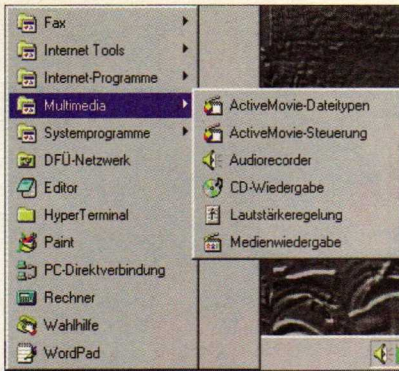 Fax
Internet Tools
Internet-Programme
Multimedia
Systemprogramme
DFÜ-Netzwerk
Editor
HyperTerminal
Paint
PC-Direktverbindung
Rechner
Wahlhilfe
WordPad
ActiveMovie-Dateitypen
ActiveMovie-Steuerung
Audiorecorder
CD-Wiedergabe
Lautstärkeregelung
Medienwiedergabe